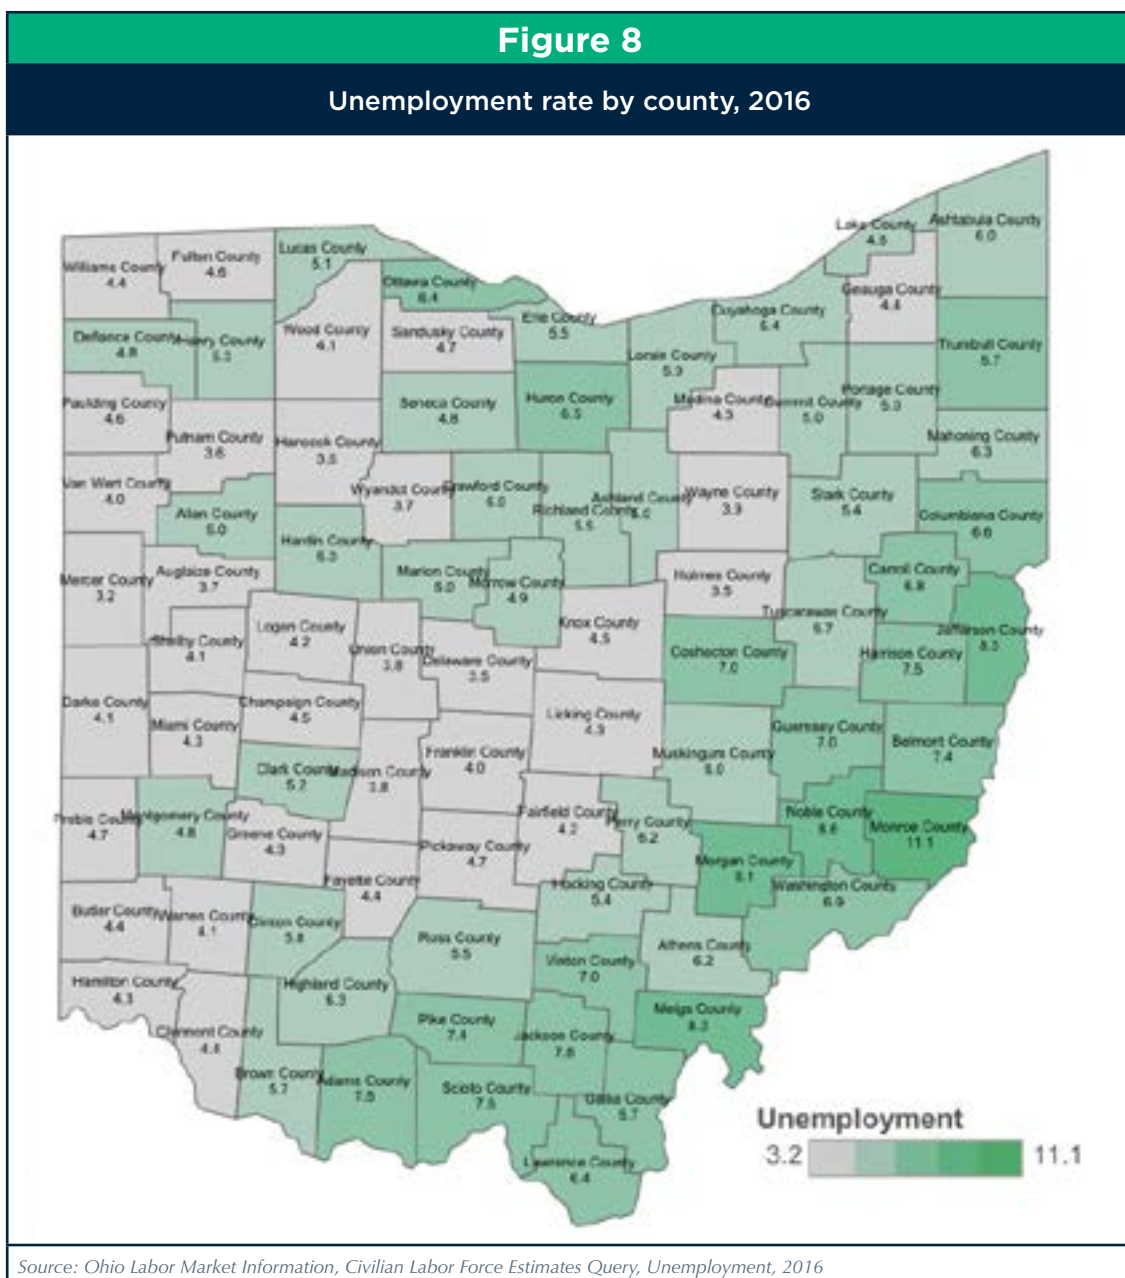 Figure 8
Unemployment rate by county, 2016
Lake County
4.5
Ashtabula County
6.0
Lucas County
5.1
Fulton County
4.6
Williams County
4.4
Ottawa County
6.4
Geauga County
4.4
Cuyahoga County
5.4
Erie County
5.5
Wood County
4.1
Sandusky County
4.7
Defiance County
4.8
County
5.3
Trumbull County
Lorain County
5.9
Portage County
5.3
Huron County
6.5
Medina County
4.3
Summit County
5.0
Paulding County
4.6
Seneca County
4.8
Putnam County
3.6
Hancock County
3.5
Mahoning County
6.3
Van Wert County
4.0
Wyandot County
3.7
Crawford County
6.0
Richland County
5.5
Ashland County
Wayne County
3.9
Stark County
5.4
Allen County
5.0
Columbiana County
6.6
Hardin County
Mercer County
3.2
Auglaize County
3.7
Marion County
5.0
Morrow County
4.9
Holmes County
3.5
Carroll County
6.8
Tuscarawas County
Jefferson County
8.3
Shelby County
4.1
Logan County
4.2
Union County
3.8
Delaware County
3.5
Knox County
4.5
Coshocton County
7.0
Harrison County
7.5
Darke County
4.1
Miami County
4.3
Champaign County
4.5
Licking County
4.3
Franklin County
4.0
Muskingum County
6.0
Guernsey County
7.0
Belmont County
7.4
Clark County
5.2
Madison County
3.8
Preble County
4.7
Montgomery County
4.8
Greene County
4.3
Pickaway County
4.7
Fairfield County
4.2
Perry County
6.2
Noble County
Monroe County
11.1
Morgan County
8.1
Fayette County
4.4
Hocking County
5.4
Washington County
6.9
Butler County
4.4
Warren County
4.1
Clinton County
5.8
Ross County
5.5
Athens County
6.2
Vinton County
7.0
Hamilton County
4.3
Highland County
6.3
Clermont County
4.4
Pike County
7.4
Jackson County
7.6
Meigs County
Brown County
5.7
Adams County
7.5
Scioto County
7.5
Gallia County
Lawrence County
6.4
Unemployment
3.2
11.1
Source: Ohio Labor Market Information, Civilian Labor Force Estimates Query, Unemployment, 2016